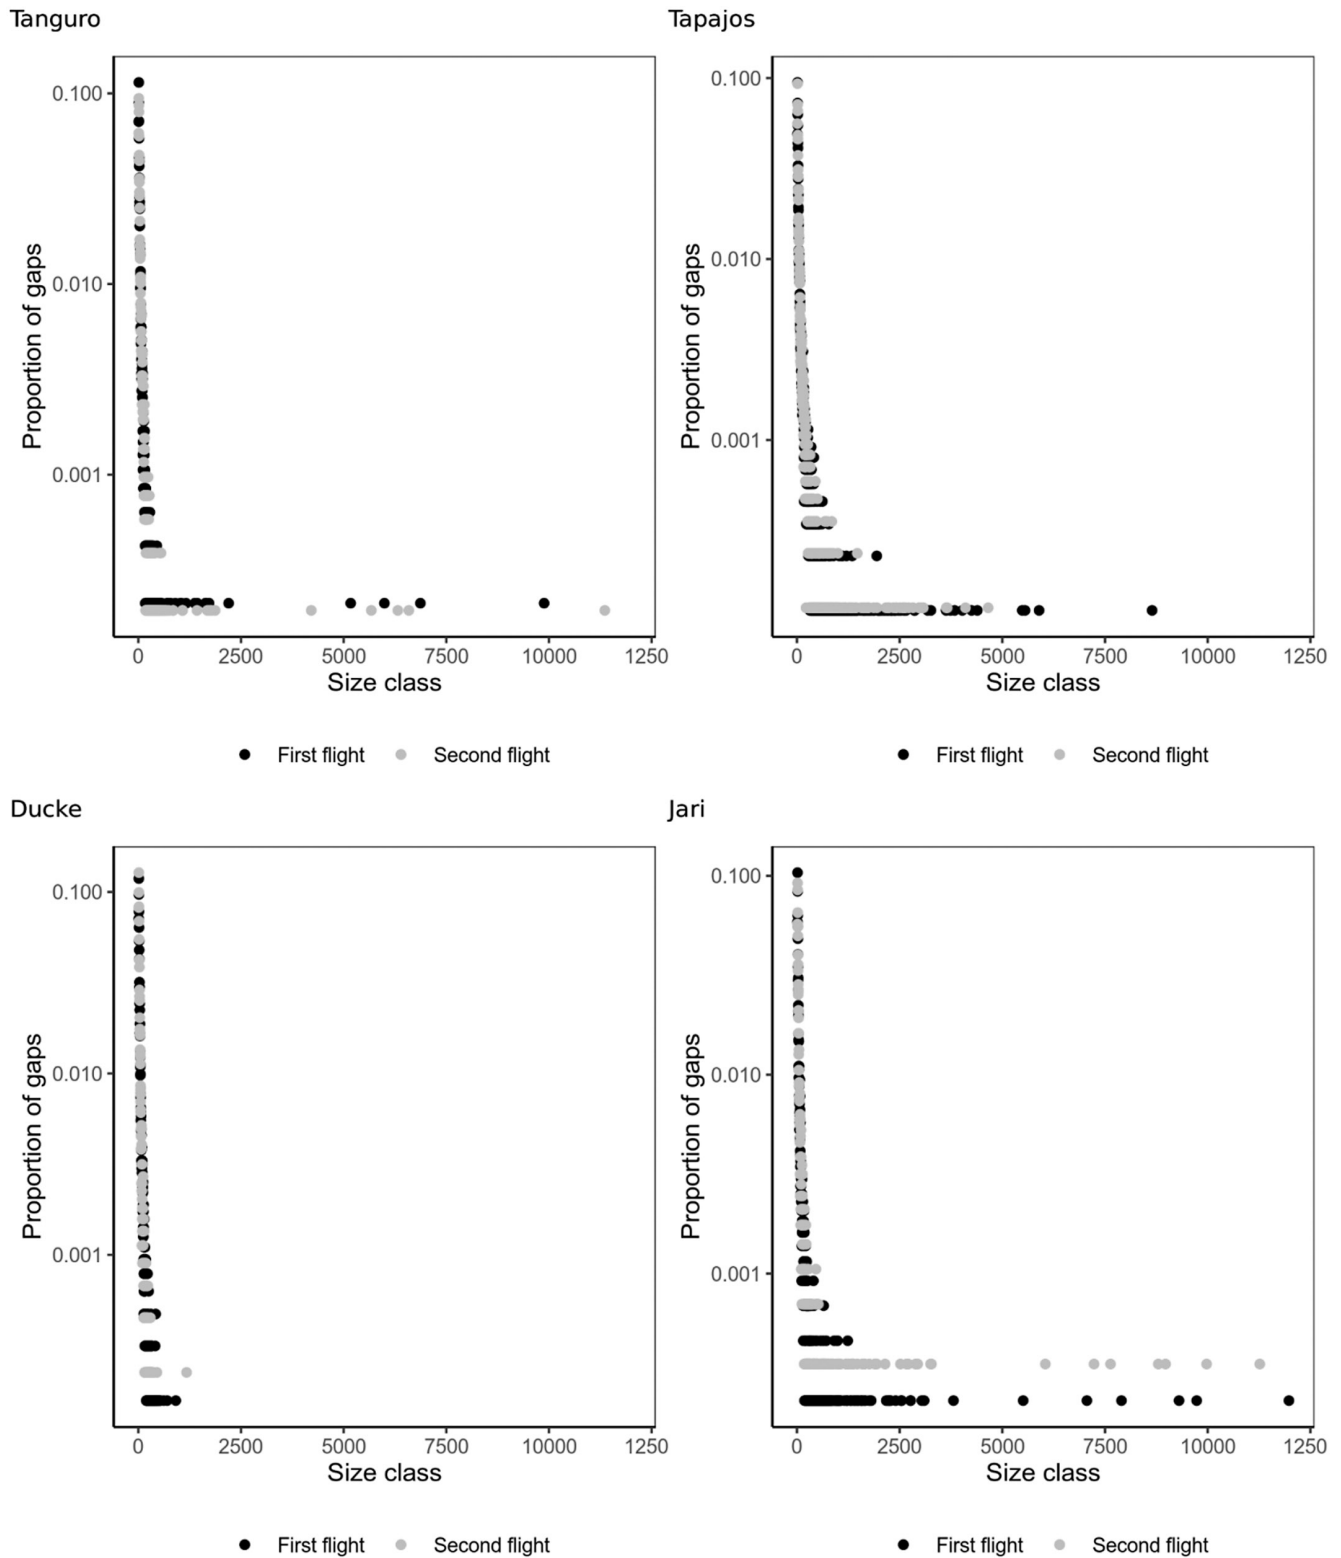 Tanguro
Tapajos
Proportion of gaps
0.100
0.010
0.001
0 2500 5000 7500 10000 1250
Size class
First flight Second flight
Proportion of gaps
0.100
0.010
0.001
0 2500 5000 7500 10000 1250
Size class
First flight Second flight
Ducke
Jari
Proportion of gaps
0.100
0.010
0.001
0 2500 5000 7500 10000 1250
Size class
First flight Second flight
Proportion of gaps
0.100
0.010
0.001
0 2500 5000 7500 10000 1250
Size class
First flight Second flight